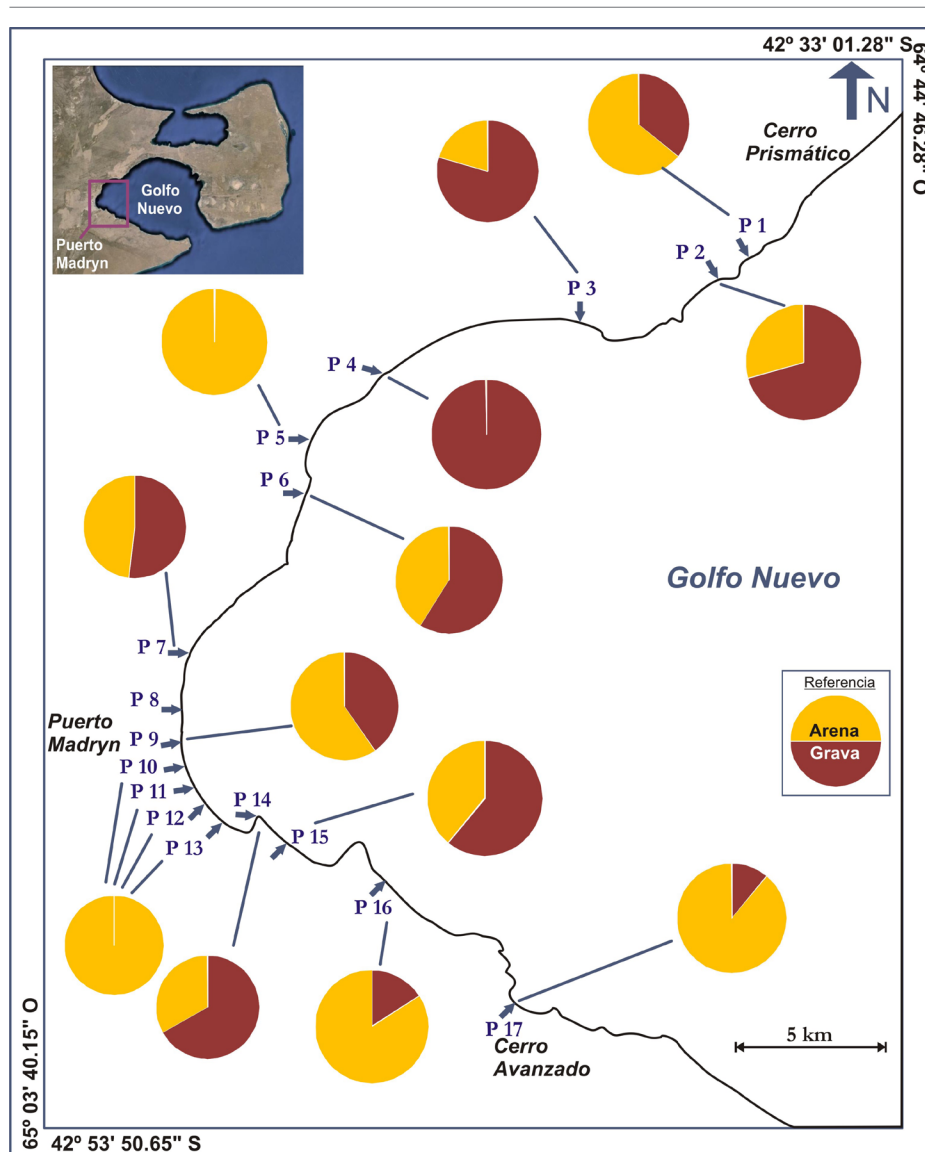 42º 33' 01.28" S
64º 44' 46.28" O
N
Cerro
Prismático
Golfo
Nuevo
Puerto
Madryn
P 1
P 2
P 3
P 4
P 5
P 6
Golfo Nuevo
P 7
Referencia
Arena
Grava
P 8
Puerto
Madryn
P 9
P 10
P 11
P 12
P 13
P 14
P 15
P 16
P 17
Cerro
Avanzado
5 km
65º 03' 40.15" O
42º 53' 50.65" S